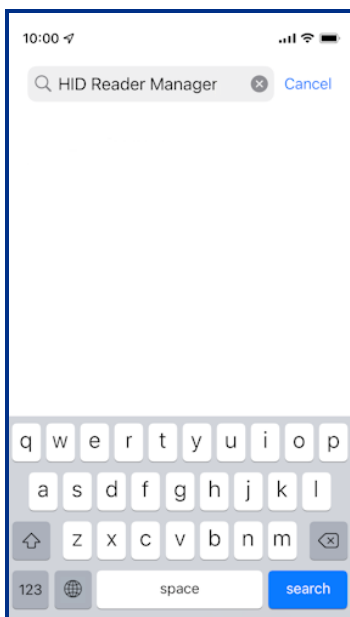 10:00
HID Reader Manager Cancel
q w e r t y u i o p
a s d f g h j k l
z x c v b n m
123 space search